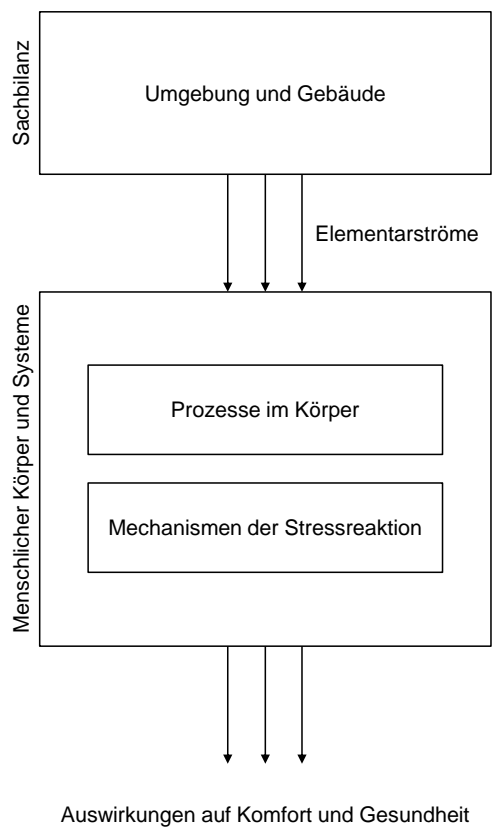 Sachbilanz
Umgebung und Gebäude
Elementarströme
Menschlicher Körper und Systeme
Prozesse im Körper
Mechanismen der Stressreaktion
Auswirkungen auf Komfort und Gesundheit